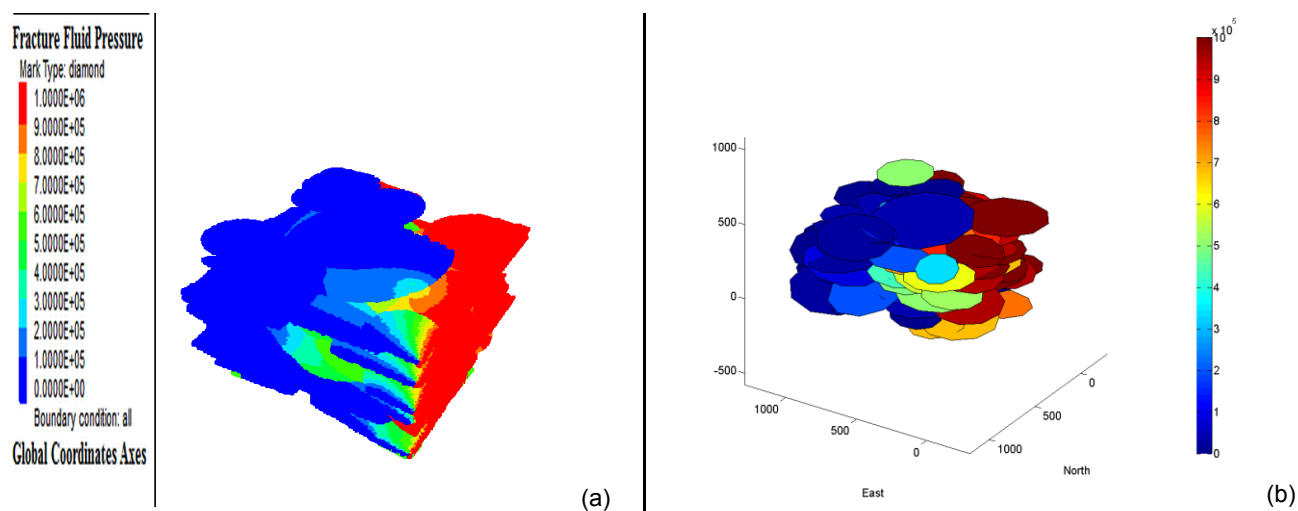 Fracture Fluid Pressure
Mark Type: diamond
1.0000E+06
9.0000E+05
8.0000E+05
7.0000E+05
6.0000E+05
5.0000E+05
4.0000E+05
3.0000E+05
2.0000E+05
1.0000E+05
0.0000E+00
Boundary condition: all
Global Coordinates Axes
(a)
1000
500
0
-500
1000
500
0
East
1000
500
0
North
x 10⁵
10
9
8
7
6
5
4
3
2
1
0
(b)